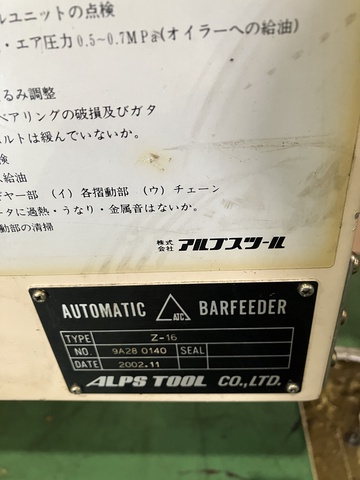 ルユニットの点検
・エア圧力0.5~0.7MPa(オイラーへの給油)
るみ調整
ベアリングの破損及びガタ
ルトは緩んでいないか。
検
給油
ギヤー部 (イ) 各摺動部 (ウ) チェーン
ータに過熱・うなり・金属音はないか。
動部の清掃
株式会社 アルプスツール
AUTOMATIC ATC BARFEEDER
TYPE Z-16
NO. 9A28 0140 SEAL
DATE 2002.11
ALPS TOOL CO.,LTD.